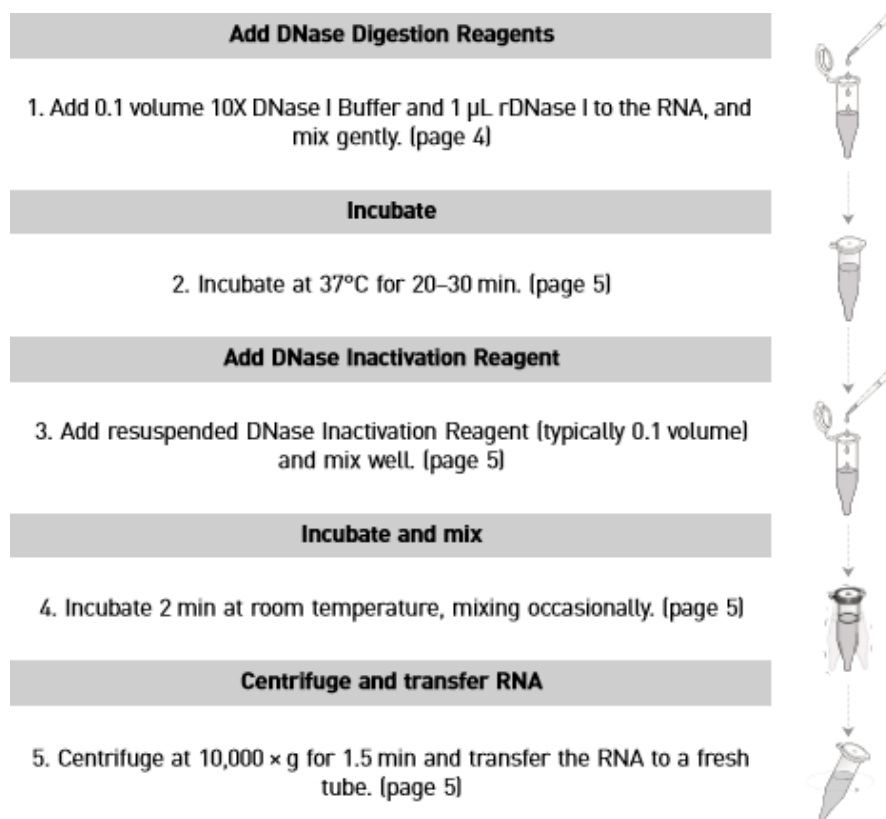 Add DNase Digestion Reagents
1. Add 0.1 volume 10X DNase I Buffer and 1 µL rDNase I to the RNA, and
mix gently. (page 4)
Incubate
2. Incubate at 37°C for 20–30 min. (page 5)
Add DNase Inactivation Reagent
3. Add resuspended DNase Inactivation Reagent (typically 0.1 volume)
and mix well. (page 5)
Incubate and mix
4. Incubate 2 min at room temperature, mixing occasionally. (page 5)
Centrifuge and transfer RNA
5. Centrifuge at 10,000 × g for 1.5 min and transfer the RNA to a fresh
tube. (page 5)